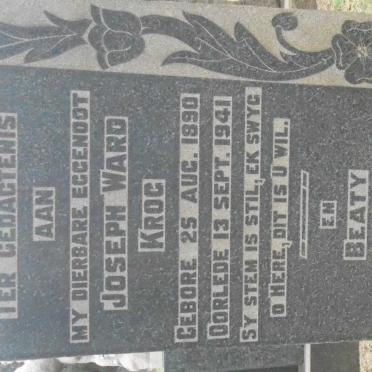 TER GEDACTENIS
AAN
MY DIERBARE EGGENOOT
JOSEPH WARD
KROG
GEBORE 25 AUG. 1890
OORLEDE 13 SEPT. 1941
SY STEM IS STIL, EK SWYG
O HERE, DIT IS U WIL.
EN
BEATY